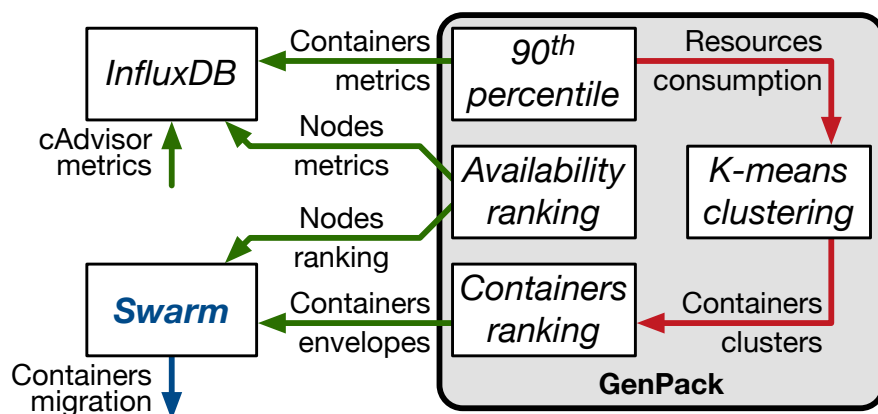 InfluxDB
Containers
metrics
90th
percentile
Resources
consumption
cAdvisor
metrics
Nodes
metrics
Availability
ranking
K-means
clustering
Nodes
ranking
Swarm
Containers
envelopes
Containers
ranking
Containers
clusters
Containers
migration
GenPack